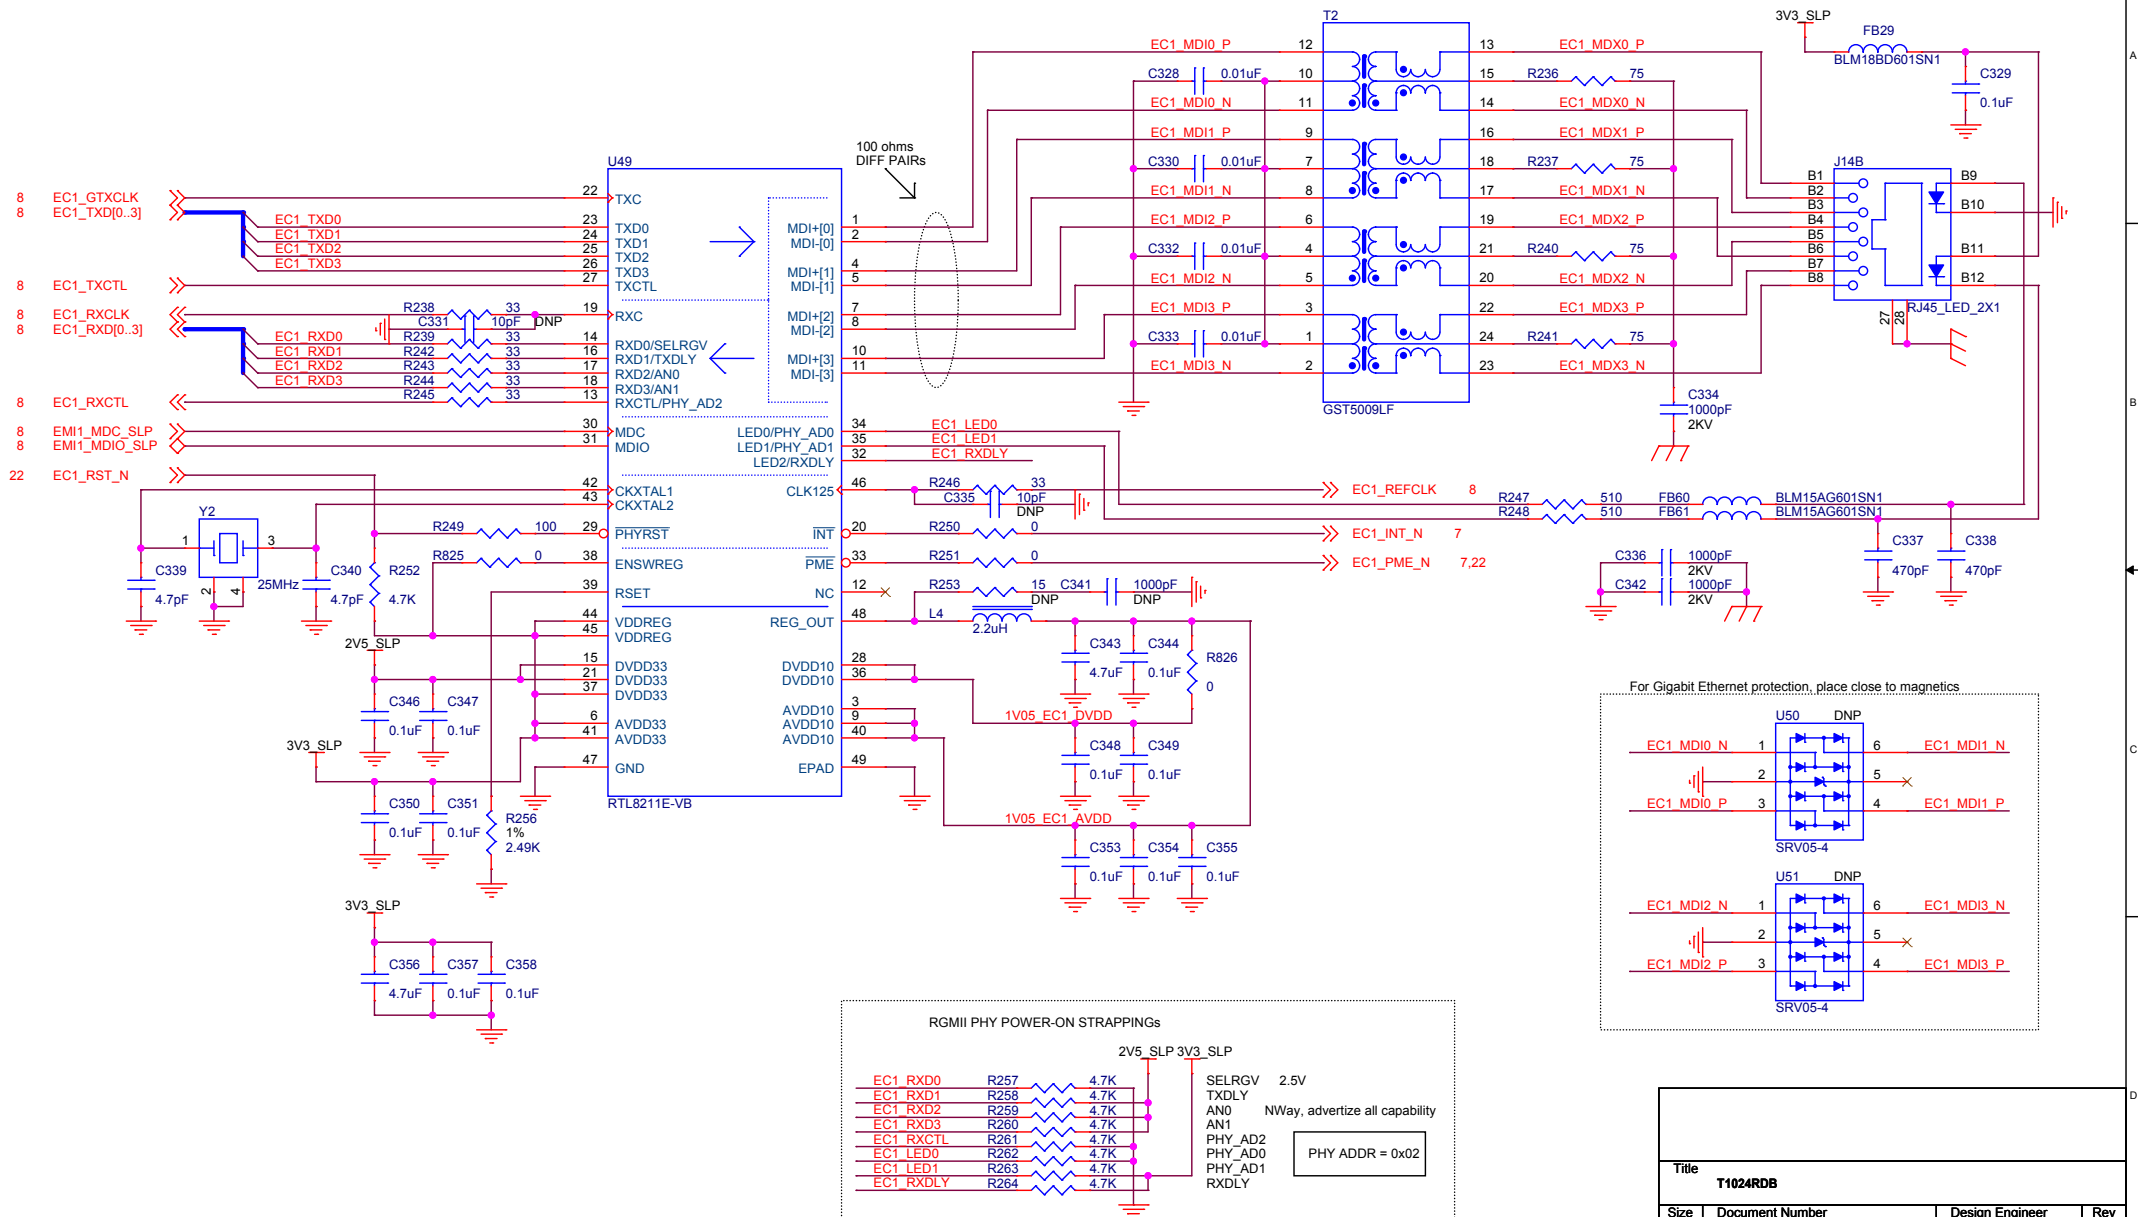 T2
3V3_SLP
FB29
BLM18BD601SN1
C329
0.1uF
A
EC1_MDI0_P 12 13 EC1_MDX0_P
C328 0.01uF 10 15 R236 75
EC1_MDI0_N 11 14 EC1_MDX0_N
EC1_MDI1_P 9 16 EC1_MDX1_P
C330 0.01uF 7 18 R237 75
EC1_MDI1_N 8 17 EC1_MDX1_N
EC1_MDI2_P 6 19 EC1_MDX2_P
C332 0.01uF 4 21 R240 75
EC1_MDI2_N 5 20 EC1_MDX2_N
EC1_MDI3_P 3 22 EC1_MDX3_P
C333 0.01uF 1 24 R241 75
EC1_MDI3_N 2 23 EC1_MDX3_N
GST5009LF
C334
1000pF
2KV
B
J14B
B1 B9
B2
B3 B10
B4
B5 B11
B6
B7 B12
B8
27 28
RJ45_LED_2X1
100 ohms
DIFF PAIRs
U49
8 EC1_GTXCLK 22 TXC
8 EC1_TXD[0..3]
EC1_TXD0 23 TXD0 MDI+[0] 1
EC1_TXD1 24 TXD1 MDI-[0] 2
EC1_TXD2 25 TXD2
EC1_TXD3 26 TXD3 MDI+[1] 4
8 EC1_TXCTL 27 TXCTL MDI-[1] 5
8 EC1_RXCLK R238 33 19 RXC MDI+[2] 7
C331 10pF DNP
8 EC1_RXD[0..3] MDI-[2] 8
EC1_RXD0 R239 33 14 RXD0/SELRGV
EC1_RXD1 R242 33 16 RXD1/TXDLY MDI+[3] 10
EC1_RXD2 R243 33 17 RXD2/AN0 MDI-[3] 11
EC1_RXD3 R244 33 18 RXD3/AN1
8 EC1_RXCTL R245 33 13 RXCTL/PHY_AD2
8 EMI1_MDC_SLP 30 MDC LED0/PHY_AD0 34 EC1_LED0
8 EMI1_MDIO_SLP 31 MDIO LED1/PHY_AD1 35 EC1_LED1
LED2/RXDLY 32 EC1_RXDLY
22 EC1_RST_N
42 CKXTAL1 CLK125 46 R246 33 EC1_REFCLK 8
43 CKXTAL2 C335 10pF
DNP
R247 510 FB60 BLM15AG601SN1
R248 510 FB61 BLM15AG601SN1
Y2
1 3
2 4
25MHz
R249 100 29 PHYRST INT 20 R250 0 EC1_INT_N 7
R825 0 38 ENSWREG PME 33 R251 0 EC1_PME_N 7,22
C339
4.7pF
C340
4.7pF
R252
4.7K
39 RSET NC 12 R253 15 C341 1000pF
DNP DNP
44 VDDREG REG_OUT 48 L4
45 VDDREG 2.2uH
C336 1000pF
2KV
C342 1000pF
2KV
C337
470pF
C338
470pF
2V5_SLP
15 DVDD33 DVDD10 28
21 DVDD33 DVDD10 36
37 DVDD33
C343
4.7uF
C344
0.1uF
R826
0
C346
0.1uF
C347
0.1uF
AVDD10 3
6 AVDD33 AVDD10 9
41 AVDD33 AVDD10 40
1V05_EC1_DVDD
3V3_SLP
47 GND EPAD 49
C348
0.1uF
C349
0.1uF
RTL8211E-VB
C350
0.1uF
C351
0.1uF
R256
1%
2.49K
1V05_EC1_AVDD
C353
0.1uF
C354
0.1uF
C355
0.1uF
3V3_SLP
C356
4.7uF
C357
0.1uF
C358
0.1uF
For Gigabit Ethernet protection, place close to magnetics
U50 DNP
EC1_MDI0_N 1 6 EC1_MDI1_N
2 5
EC1_MDI0_P 3 4 EC1_MDI1_P
SRV05-4
C
U51 DNP
EC1_MDI2_N 1 6 EC1_MDI3_N
2 5
EC1_MDI2_P 3 4 EC1_MDI3_P
SRV05-4
RGMII PHY POWER-ON STRAPPINGs
2V5_SLP 3V3_SLP
EC1_RXD0 R257 4.7K SELRGV 2.5V
EC1_RXD1 R258 4.7K TXDLY
EC1_RXD2 R259 4.7K AN0 NWay, advertize all capability
EC1_RXD3 R260 4.7K AN1
EC1_RXCTL R261 4.7K PHY_AD2
EC1_LED0 R262 4.7K PHY_AD0
EC1_LED1 R263 4.7K PHY_AD1
EC1_RXDLY R264 4.7K RXDLY
PHY ADDR = 0x02
D
Title
T1024RDB
Size Document Number Design Engineer Rev